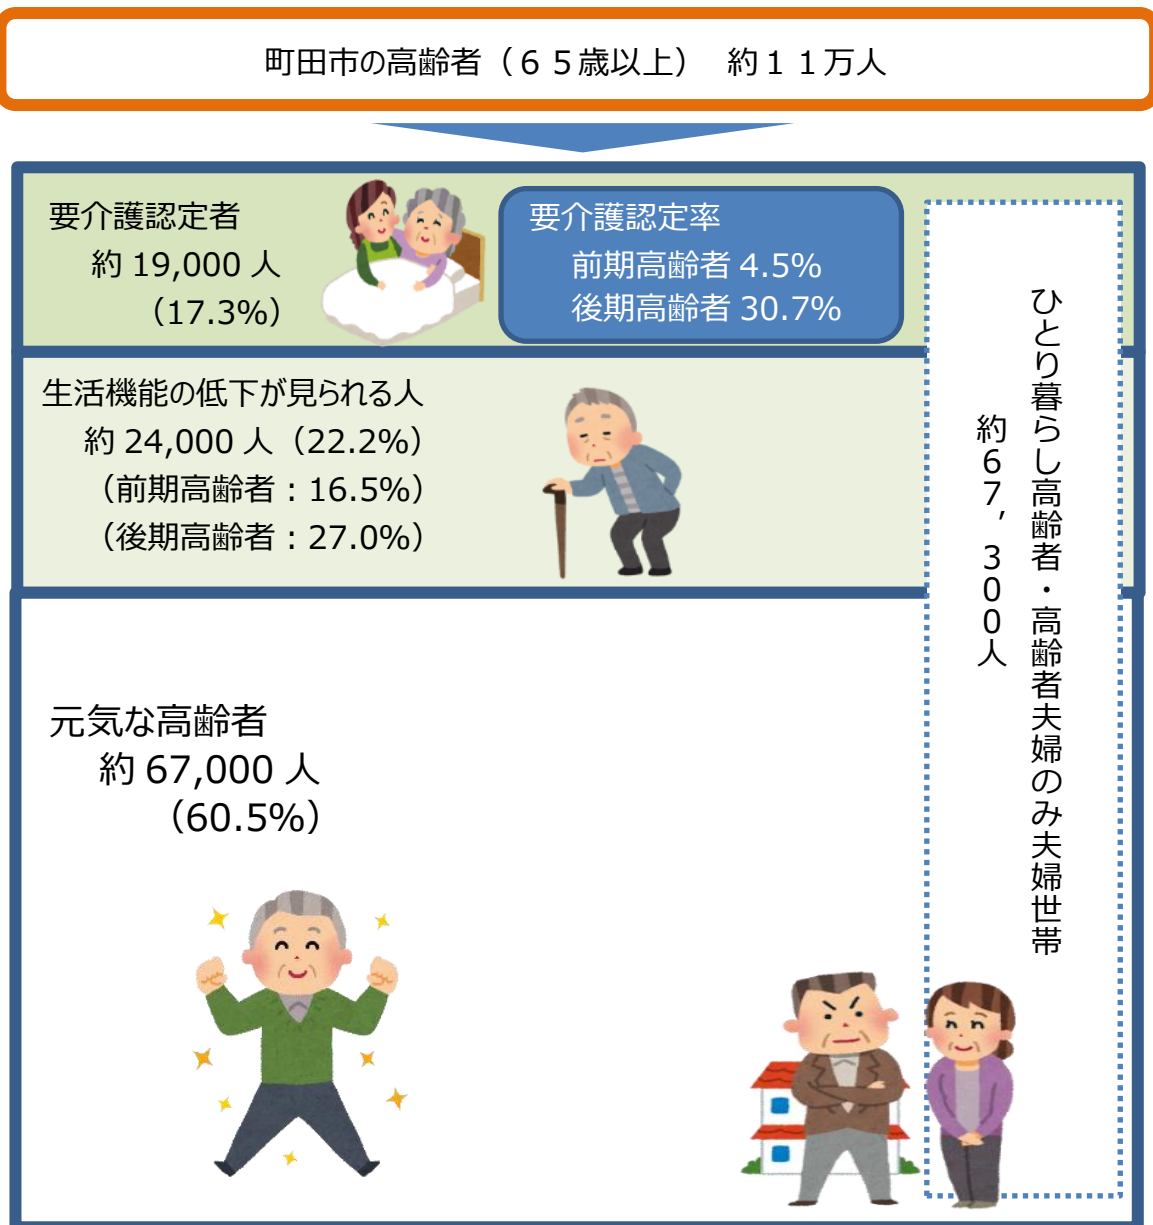 町田市の高齢者（６５歳以上）　約１１万人
要介護認定者
約 19,000 人
（17.3%）
要介護認定率
前期高齢者 4.5%
後期高齢者 30.7%
生活機能の低下が見られる人
約 24,000 人（22.2%）
（前期高齢者：16.5%）
（後期高齢者：27.0%）
元気な高齢者
約 67,000 人
（60.5%）
ひとり暮らし高齢者・高齢者夫婦のみ夫婦世帯
約６７，３００人